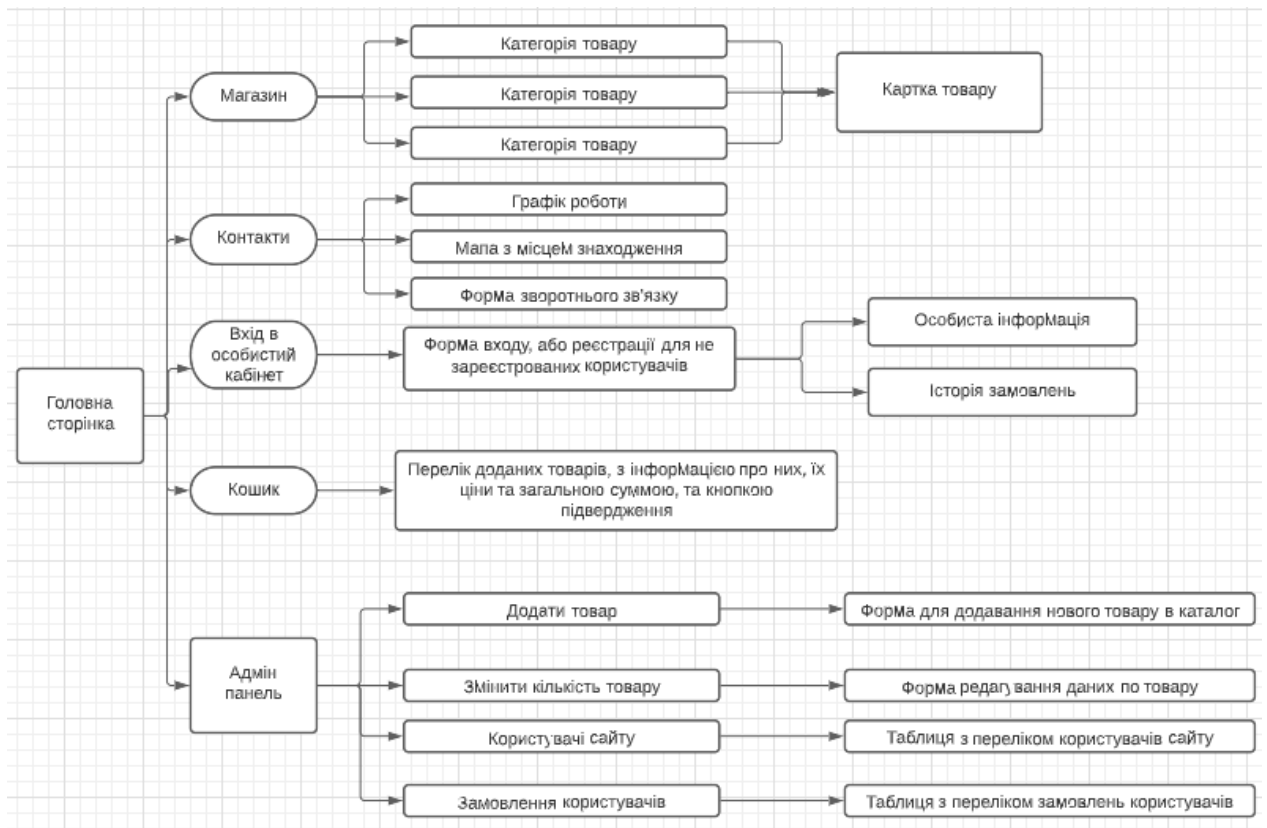 Категорія товару
Магазин
Категорія товару
Картка товару
Категорія товару
Графік роботи
Контакти
Мапа з місцем знаходження
Форма зворотнього зв'язку
Вхід в
особистий
кабінет
Форма входу, або реєстрації для не
зареєстрованих користувачів
Особиста інформація
Історія замовлень
Головна
сторінка
Кошик
Перелік доданих товарів, з інформацією про них, їх
ціни та загальною суммою, та кнопкою
підвердження
Додати товар
Форма для додавання нового товару в каталог
Адмін
панель
Змінити кількість товару
Форма редагування даних по товару
Користувачі сайту
Таблиця з переліком користувачів сайту
Замовлення користувачів
Таблиця з переліком замовлень користувачів